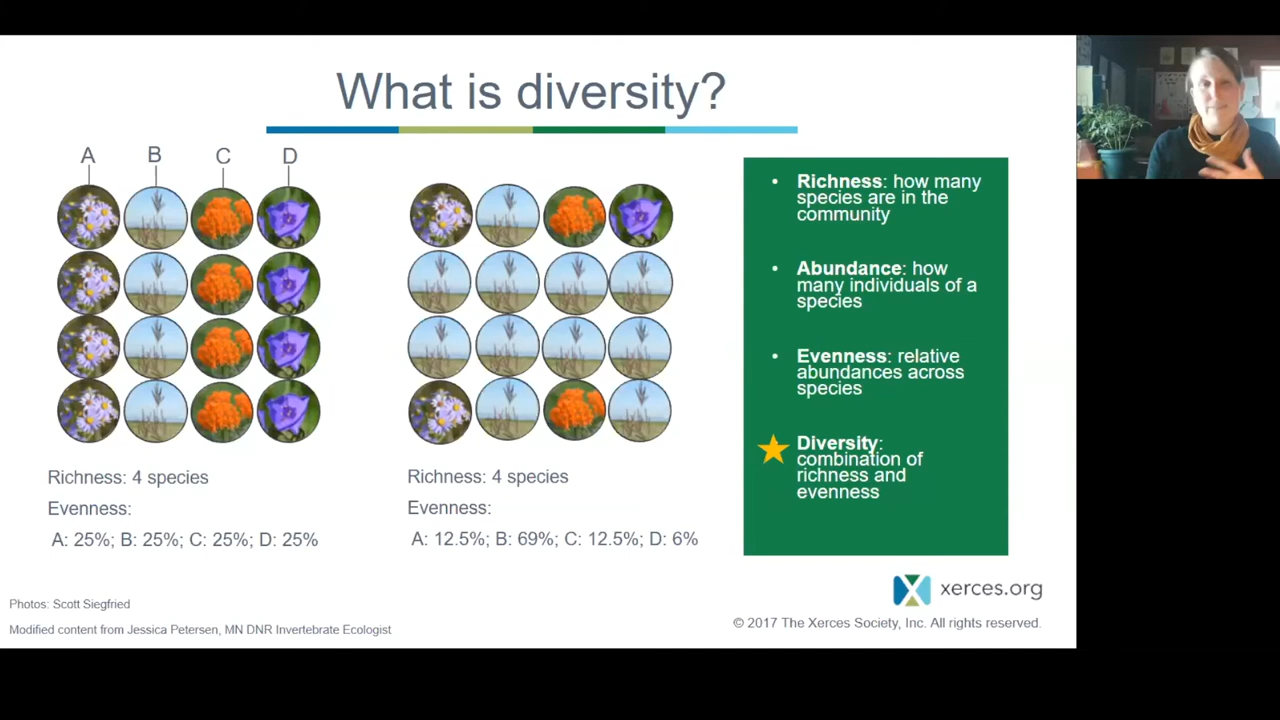 What is diversity?
A B C D
Richness: 4 species
Evenness:
A: 25%; B: 25%; C: 25%; D: 25%
Richness: 4 species
Evenness:
A: 12.5%; B: 69%; C: 12.5%; D: 6%
• Richness: how many
species are in the
community
• Abundance: how
many individuals of a
species
• Evenness: relative
abundances across
species
Diversity:
combination of
richness and
evenness
Photos: Scott Siegfried
Modified content from Jessica Petersen, MN DNR Invertebrate Ecologist
xerces.org
© 2017 The Xerces Society, Inc. All rights reserved.